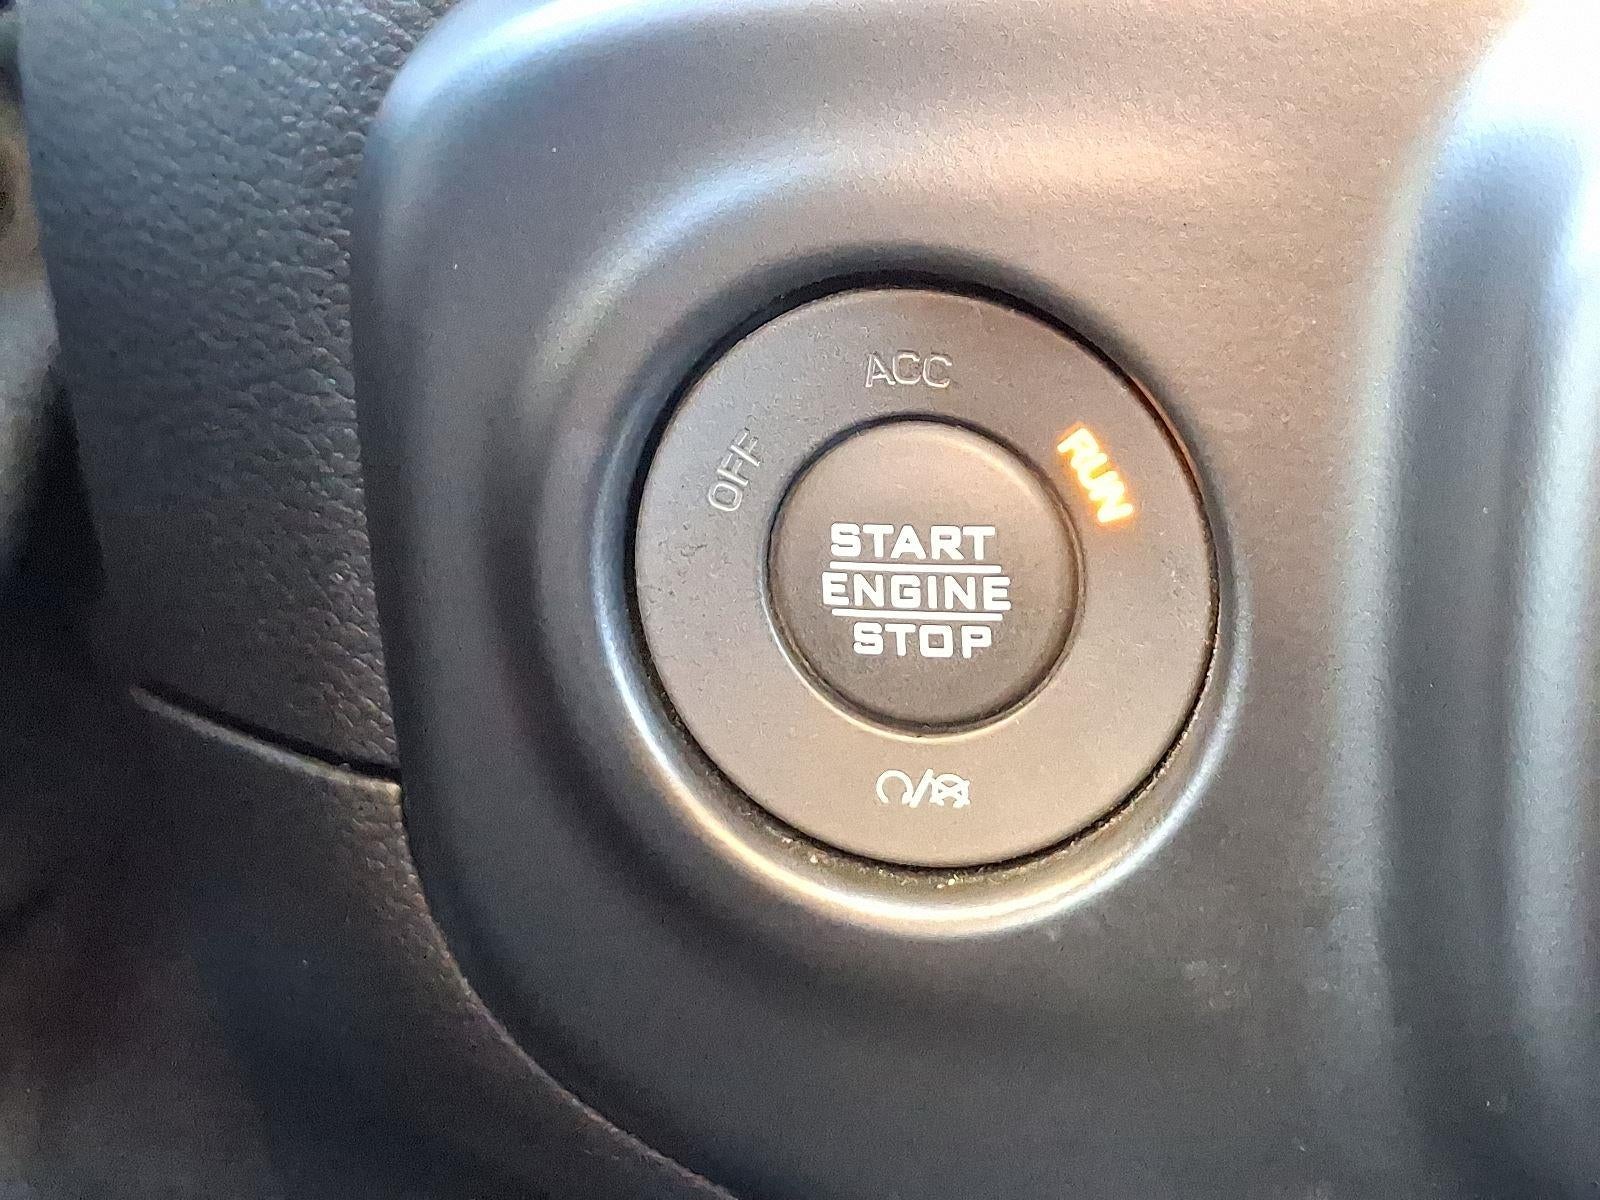 ACC
OFF
RUN
START
ENGINE
STOP